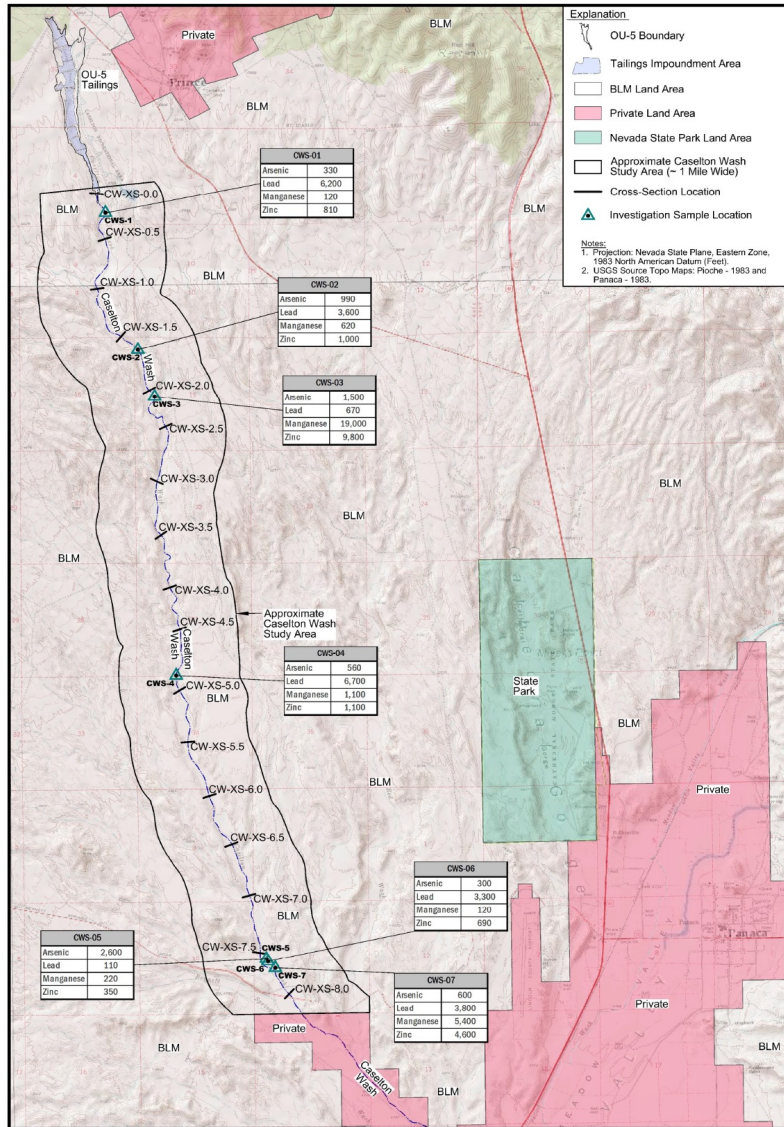 Explanation
OU-5 Boundary
Tailings Impoundment Area
BLM Land Area
Private Land Area
Nevada State Park Land Area
Approximate Caselton Wash
Study Area (~ 1 Mile Wide)
Cross-Section Location
Investigation Sample Location
Notes:
1. Projection: Nevada State Plane, Eastern Zone,
1983 North American Datum (Feet).
2. USGS Source Topo Maps: Pioche - 1983 and
Panaca - 1983.
BLM
BLM
Private
Prince
OU-5
Tailings
BLM
BLM
CW-XS-0.0
BLM
CWS-1
CW-XS-0.5
CWS-01
Arsenic 330
Lead 6,200
Manganese 120
Zinc 810
CW-XS-1.0
BLM
Caselton
Wash
CW-XS-1.5
CWS-2
CWS-02
Arsenic 990
Lead 3,600
Manganese 620
Zinc 1,000
CW-XS-2.0
CWS-3
CWS-03
Arsenic 1,500
Lead 670
Manganese 19,000
Zinc 9,800
CW-XS-2.5
CW-XS-3.0
BLM
BLM
CW-XS-3.5
BLM
BLM
CW-XS-4.0
CW-XS-4.5
Approximate
Caselton Wash
Study Area
Caselton
Wash
CWS-4
CWS-04
Arsenic 560
Lead 6,700
Manganese 1,100
Zinc 1,100
CW-XS-5.0
BLM
State
Park
BLM
CW-XS-5.5
CW-XS-6.0
BLM
Private
CW-XS-6.5
CW-XS-7.0
BLM
CWS-06
Arsenic 300
Lead 3,300
Manganese 120
Zinc 690
CWS-05
Arsenic 2,600
Lead 110
Manganese 220
Zinc 350
CW-XS-7.5
CWS-5
CWS-6
CWS-7
CWS-07
Arsenic 600
Lead 3,800
Manganese 5,400
Zinc 4,600
CW-XS-8.0
Panaca
Private
Private
BLM
BLM
BLM
Caselton
Wash